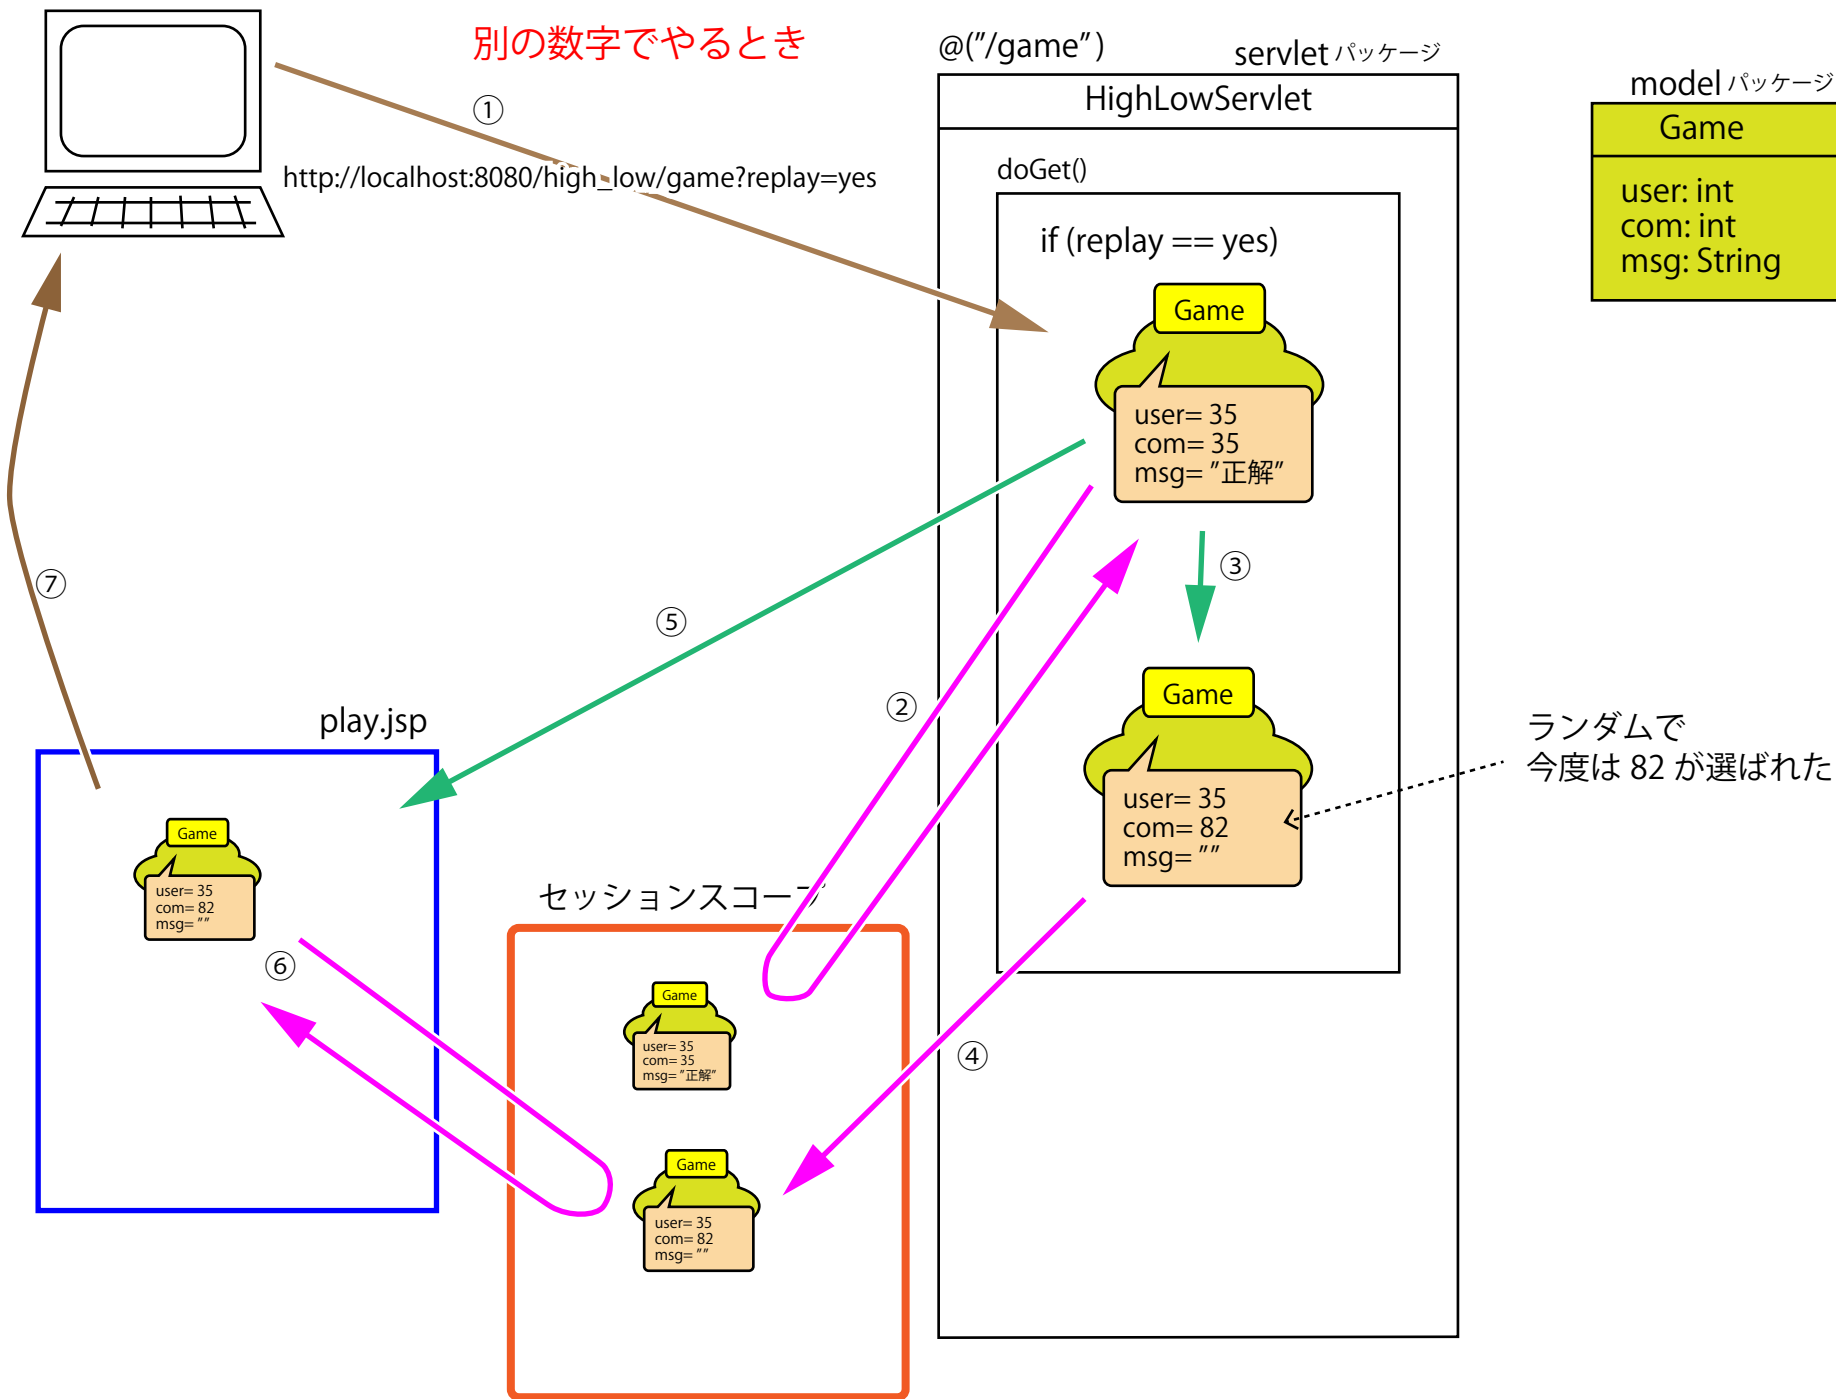 別の数字でやるとき
①
http://localhost:8080/high_low/game?replay=yes
@("/game")
servlet パッケージ
HighLowServlet
doGet()
if (replay == yes)
Game
user= 35
com= 35
msg= "正解"
③
Game
user= 35
com= 82
msg= ""
model パッケージ
Game
user: int
com: int
msg: String
ランダムで
今度は 82 が選ばれた
⑦
⑤
②
play.jsp
Game
user= 35
com= 82
msg= ""
⑥
セッションスコープ
Game
user= 35
com= 35
msg= "正解"
④
Game
user= 35
com= 82
msg= ""